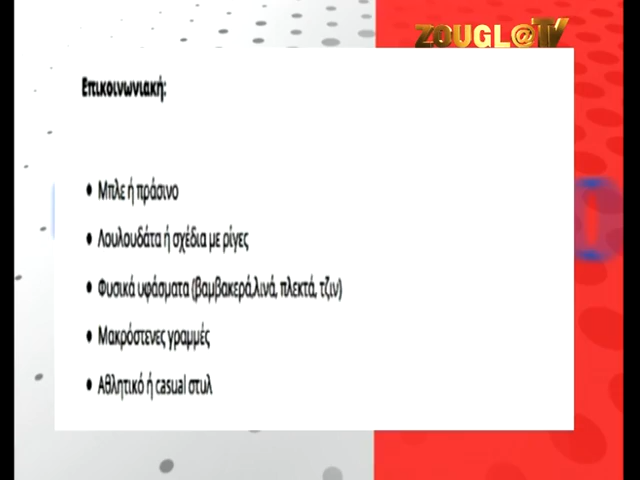 ZOUGL@TV
Επικοινωνιακή:
• Μπλε ή πράσινο
• Λουλουδάτα ή σχέδια με ρίγες
• Φυσικά υφάσματα (βαμβακερά,λινά, πλεκτά, τζιν)
• Μακρόστενες γραμμές
• Αθλητικό ή casual στυλ